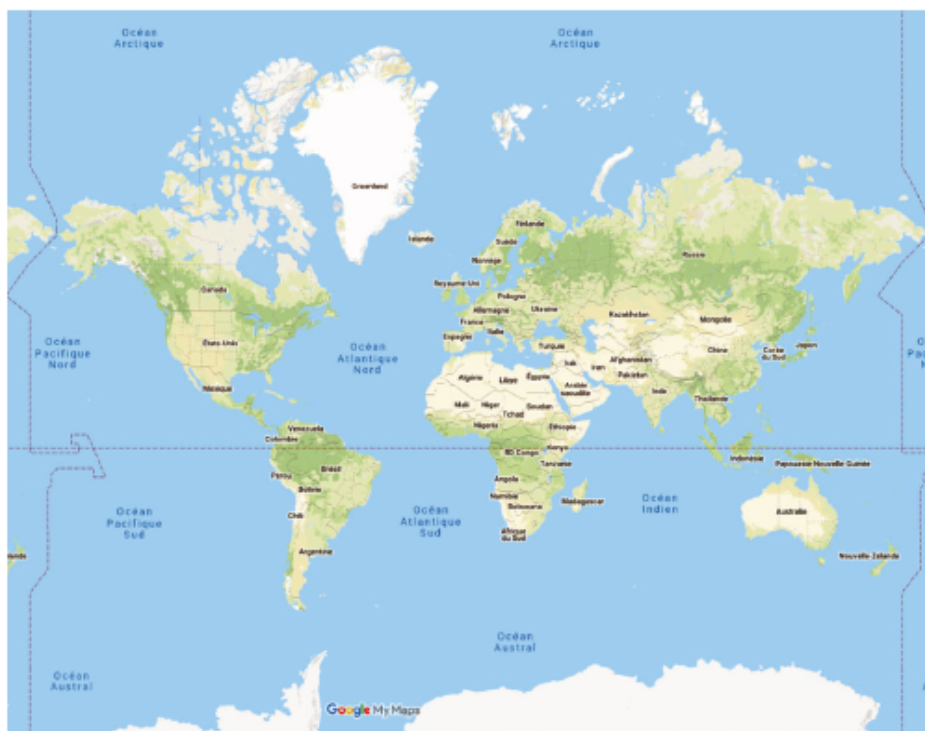 Océan
Arctique
Océan
Arctique
Groenland
Islande
Finlande
Suède
Norvège
Russie
Royaume-Uni
Pologne
Allemagne
Ukraine
France
Italie
Espagne
Turquie
Kazakhstan
Mongolie
Canada
États-Unis
Océan
Pacifique
Nord
Océan
Atlantique
Nord
Chine
Corée
du Sud
Japon
Afghanistan
Pakistan
Irak
Iran
Mexique
Algérie
Libye
Égypte
Arabie
saoudite
Inde
Thaïlande
Mali
Niger
Tchad
Soudan
Nigeria
Éthiopie
Venezuela
Colombie
RD Congo
Kenya
Tanzanie
Indonésie
Papouasie-Nouvelle-Guinée
Pérou
Brésil
Bolivie
Angola
Namibie
Botswana
Madagascar
Océan
Indien
Océan
Pacifique
Sud
Océan
Atlantique
Sud
Chili
Argentine
Afrique
du Sud
Australie
Nouvelle-Zélande
Océan
Austral
Océan
Austral
Google My Maps